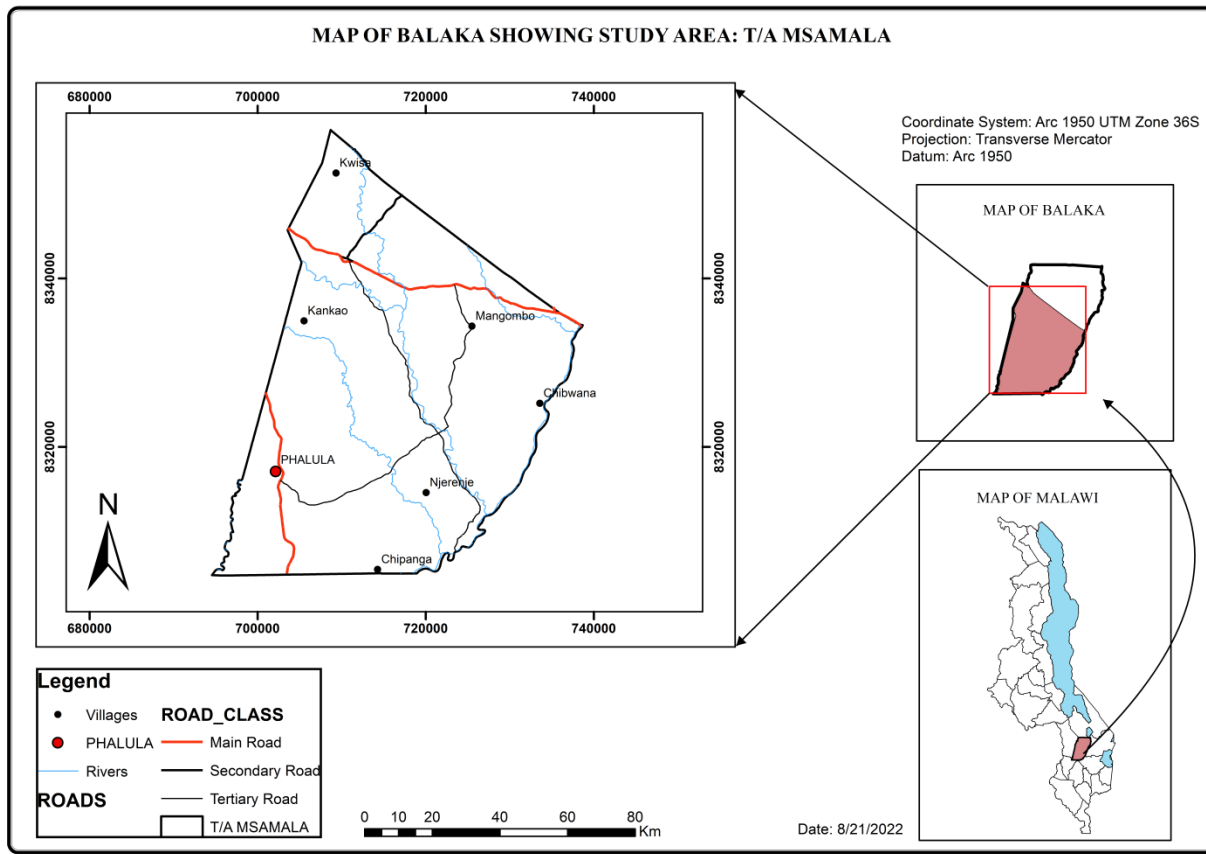 MAP OF BALAKA SHOWING STUDY AREA: T/A MSAMALA
680000 700000 720000 740000
Coordinate System: Arc 1950 UTM Zone 36S
Projection: Transverse Mercator
Datum: Arc 1950
Kwisa
MAP OF BALAKA
8340000 8340000
Kankao
Mangombo
Chibwana
8320000 8320000
PHALULA
Njerenje
N
MAP OF MALAWI
Chipanga
680000 700000 720000 740000
Legend
Villages
PHALULA
Rivers
ROADS
ROAD_CLASS
Main Road
Secondary Road
Tertiary Road
T/A MSAMALA
0 10 20 40 60 80
Km
Date: 8/21/2022